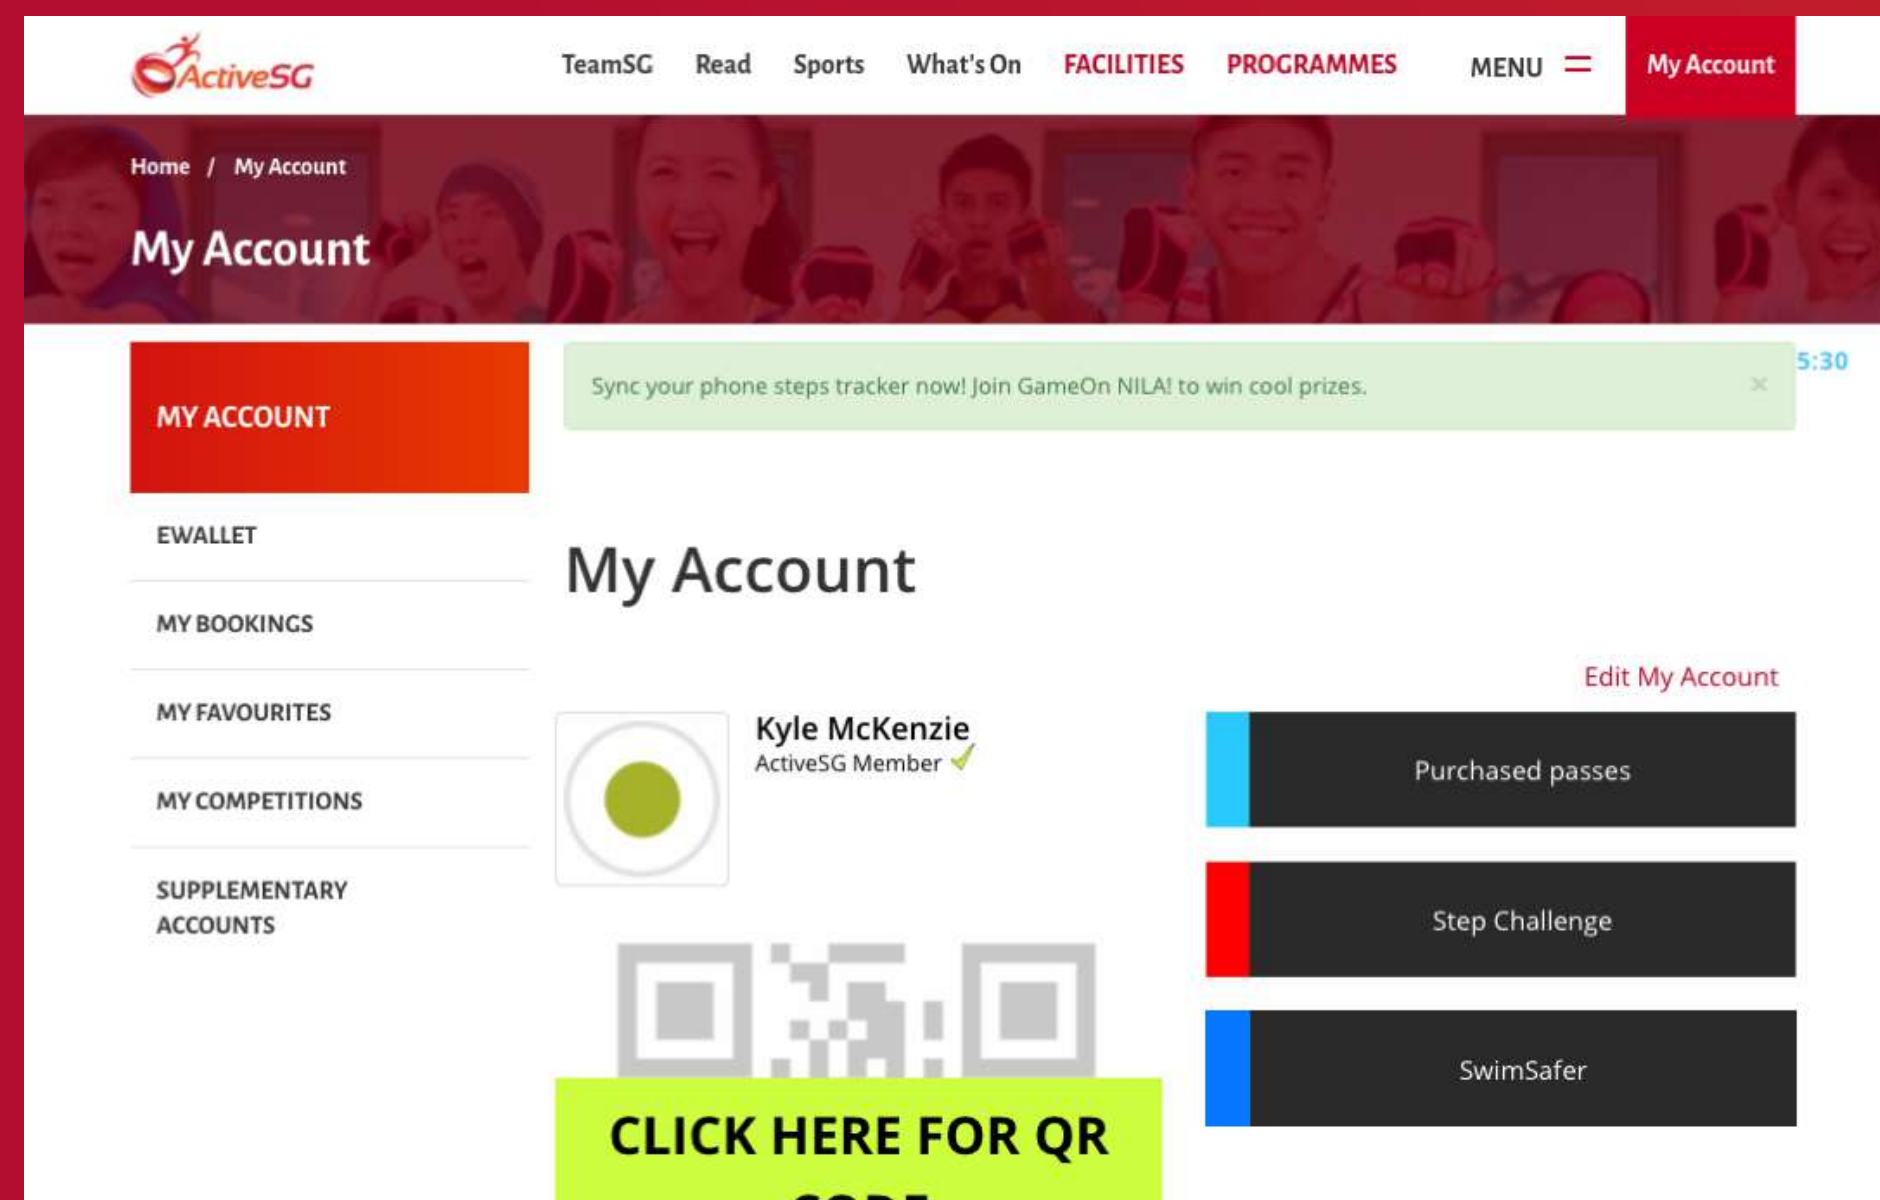 ActiveSG
TeamSG Read Sports What's On FACILITIES PROGRAMMES MENU My Account
Home / My Account
My Account
MY ACCOUNT
EWALLET
MY BOOKINGS
MY FAVOURITES
MY COMPETITIONS
SUPPLEMENTARY
ACCOUNTS
Sync your phone steps tracker now! Join GameOn NILA! to win cool prizes. ×
5:30
My Account
Edit My Account
Kyle McKenzie
ActiveSG Member
Purchased passes
Step Challenge
SwimSafer
CLICK HERE FOR QR